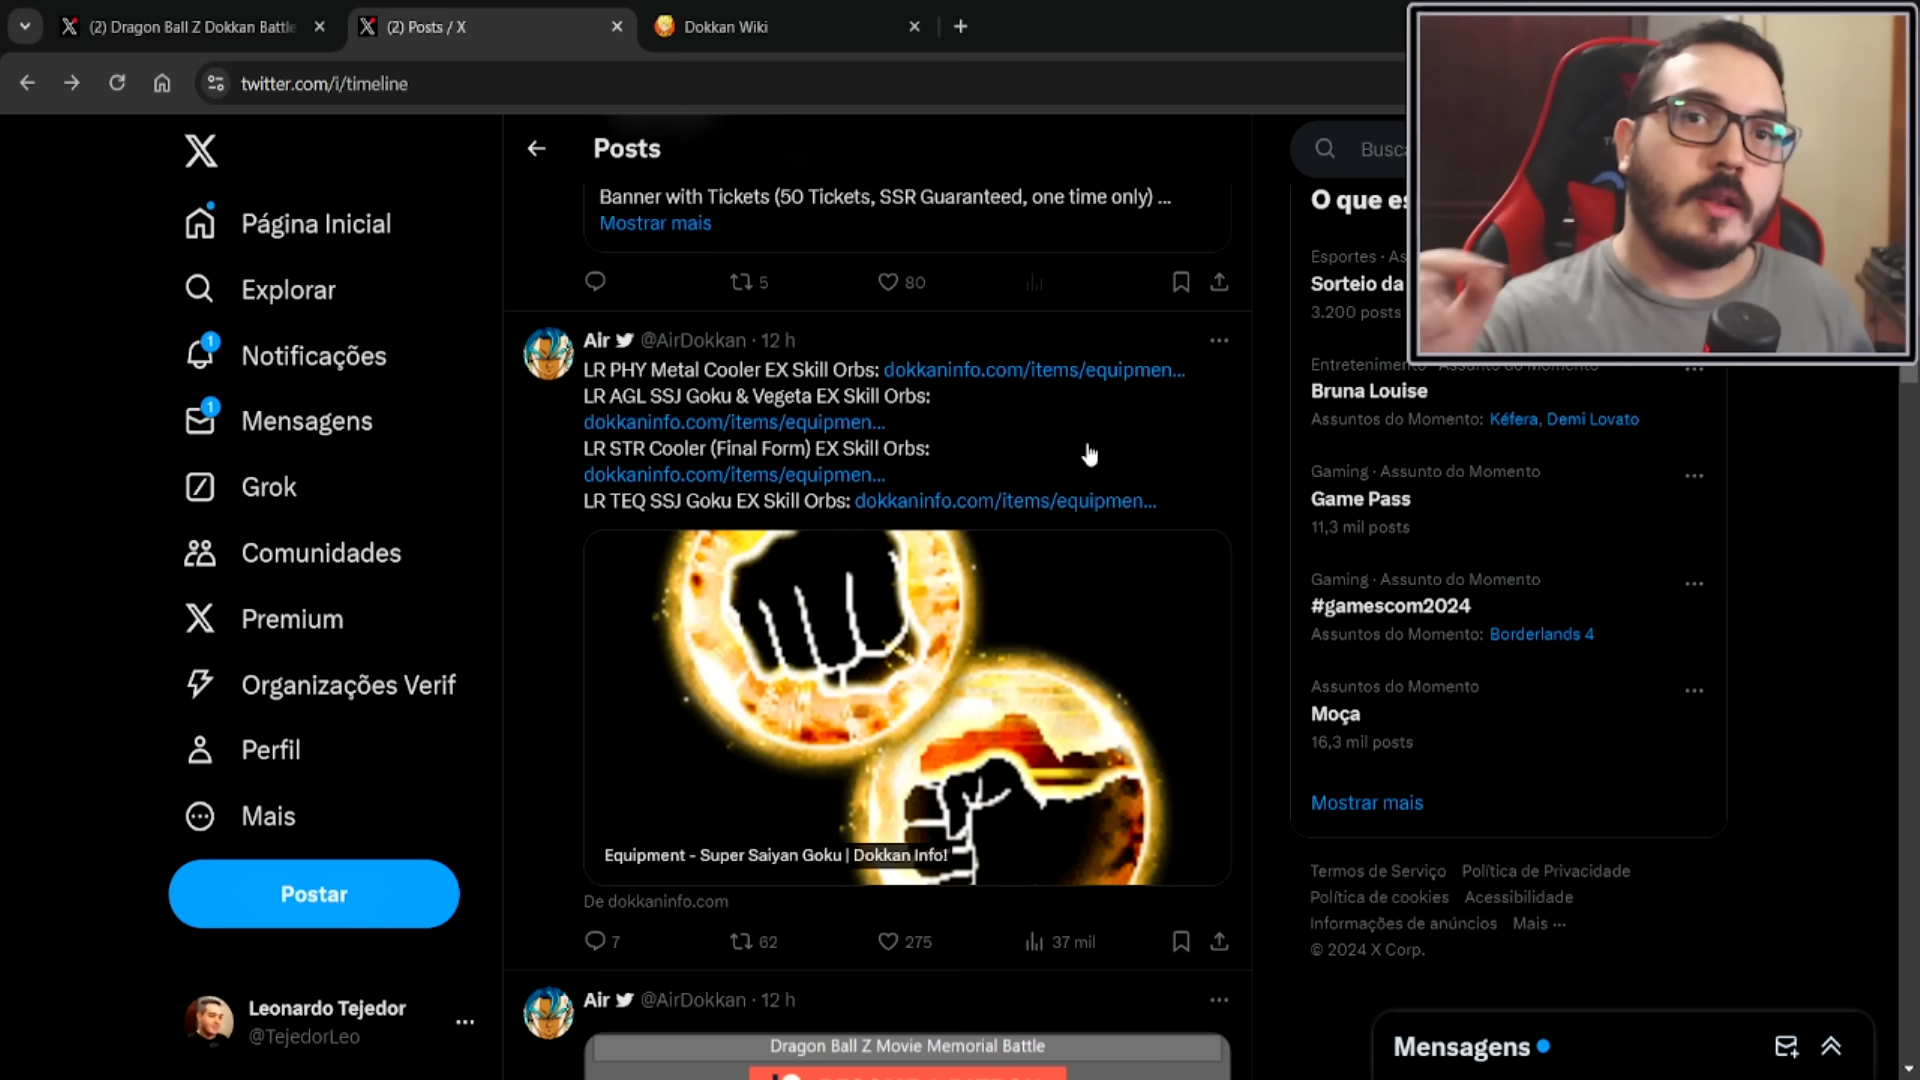 (2) Dragon Ball Z Dokkan Battle
(2) Posts / X
Dokkan Wiki
twitter.com/i/timeline
Posts
Página Inicial
Explorar
1
Notificações
1
Mensagens
Grok
Comunidades
Premium
Organizações Verif
Perfil
Mais
Postar
Leonardo Tejedor
@TejedorLeo
Banner with Tickets (50 Tickets, SSR Guaranteed, one time only) ...
Mostrar mais
5
80
Air @AirDokkan · 12 h
LR PHY Metal Cooler EX Skill Orbs: dokkaninfo.com/items/equipmen...
LR AGL SSJ Goku & Vegeta EX Skill Orbs:
dokkaninfo.com/items/equipmen...
LR STR Cooler (Final Form) EX Skill Orbs:
dokkaninfo.com/items/equipmen...
LR TEQ SSJ Goku EX Skill Orbs: dokkaninfo.com/items/equipmen...
Equipment - Super Saiyan Goku | Dokkan Info!
De dokkaninfo.com
7
62
275
37 mil
Air @AirDokkan · 12 h
Dragon Ball Z Movie Memorial Battle
Busca
O que es
Esportes · As
Sorteio da
3.200 posts
Entretenimento · Assunto do Momento
Bruna Louise
Assuntos do Momento: Kéfera, Demi Lovato
Gaming · Assunto do Momento
Game Pass
11,3 mil posts
Gaming · Assunto do Momento
#gamescom2024
Assuntos do Momento: Borderlands 4
Assuntos do Momento
Moça
16,3 mil posts
Mostrar mais
Termos de Serviço Política de Privacidade
Política de cookies Acessibilidade
Informações de anúncios Mais ···
© 2024 X Corp.
Mensagens